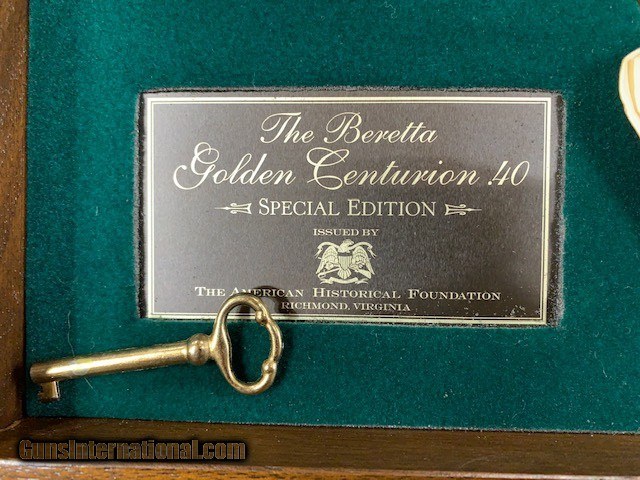 The Beretta
Golden Centurion .40
SPECIAL EDITION
ISSUED BY
THE AMERICAN HISTORICAL FOUNDATION
RICHMOND, VIRGINIA
GunsInternational.com